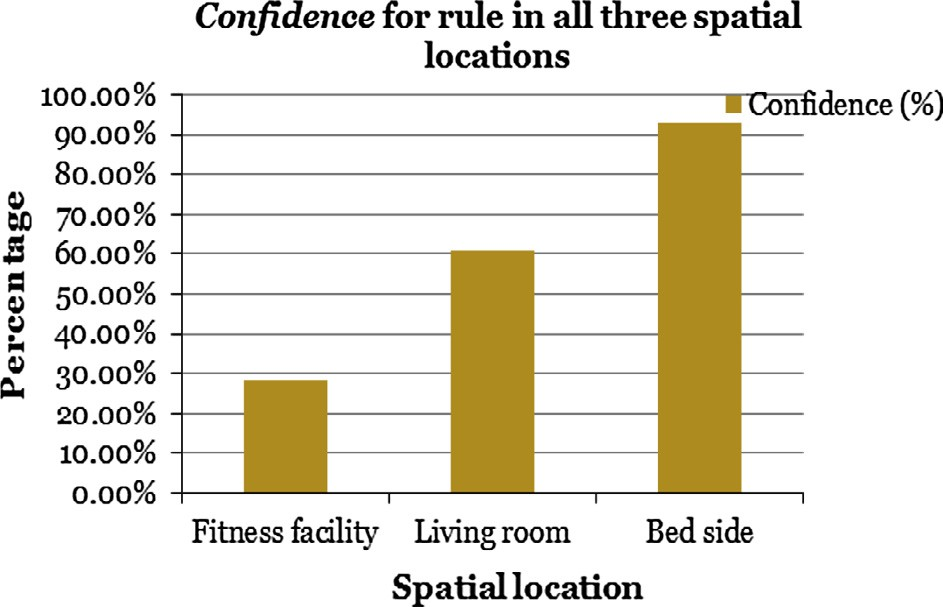 Confidence for rule in all three spatial
locations
Confidence (%)
Percentage
100.00%
90.00%
80.00%
70.00%
60.00%
50.00%
40.00%
30.00%
20.00%
10.00%
0.00%
Fitness facility Living room Bed side
Spatial location